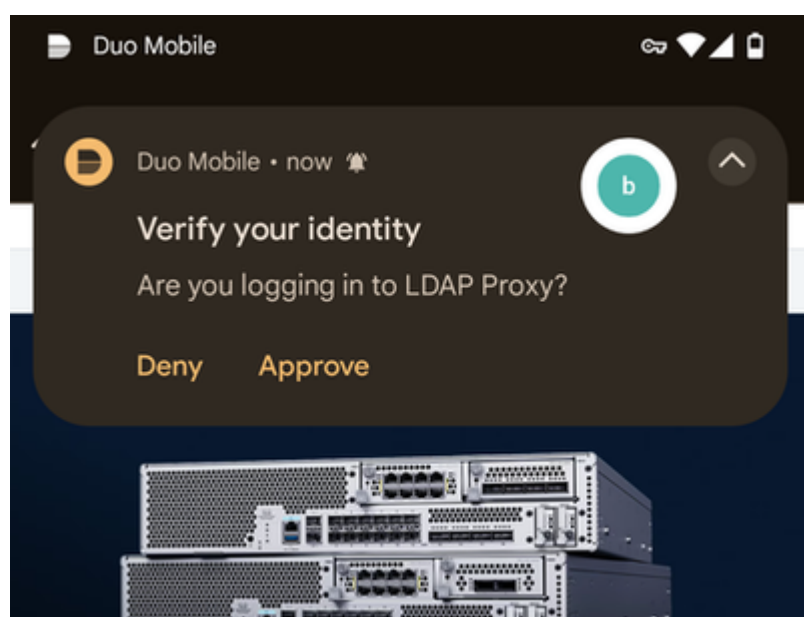 Duo Mobile
Duo Mobile • now
b
Verify your identity
Are you logging in to LDAP Proxy?
Deny Approve